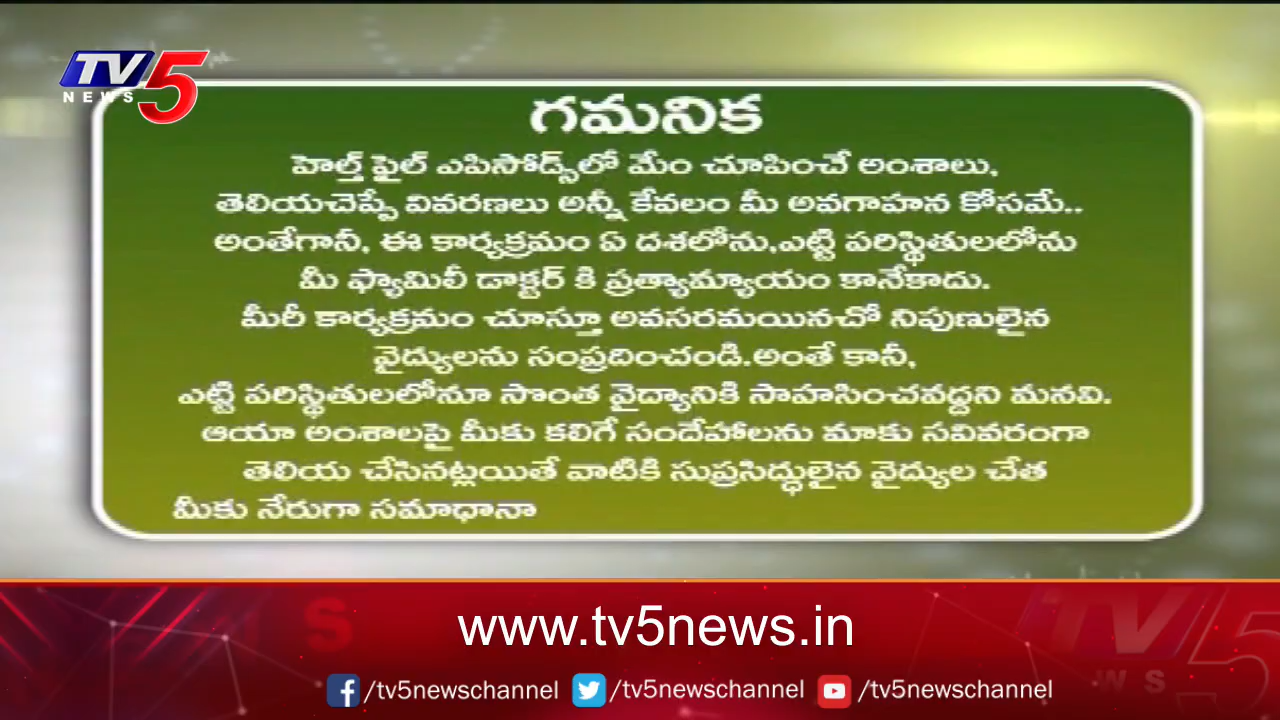 TV5
NEWS
గమనిక
హెల్త్ ఫైల్ ఎపిసోడ్స్‌లో మేం చూపించే అంశాలు,
తెలియచెప్పే వివరణలు అన్నీ కేవలం మీ అవగాహన కోసమే..
అంతేగానీ, ఈ కార్యక్రమం ఏ దశలోను,ఎట్టి పరిస్థితులలోను
మీ ఫ్యామిలీ డాక్టర్ కి ప్రత్యామ్యాయం కానేకాదు.
మీరీ కార్యక్రమం చూస్తూ అవసరమయినచో నిపుణులైన
వైద్యులను సంప్రదించండి.అంతే కానీ,
ఎట్టి పరిస్థితులలోనూ సొంత వైద్యానికి సాహసించవద్దని మనవి.
ఆయా అంశాలపై మీకు కలిగే సందేహాలను మాకు సవివరంగా
తెలియ చేసినట్లయితే వాటికి సుప్రసిద్ధులైన వైద్యుల చేత
మీకు నేరుగా సమాధానా
www.tv5news.in
/tv5newschannel /tv5newschannel /tv5newschannel